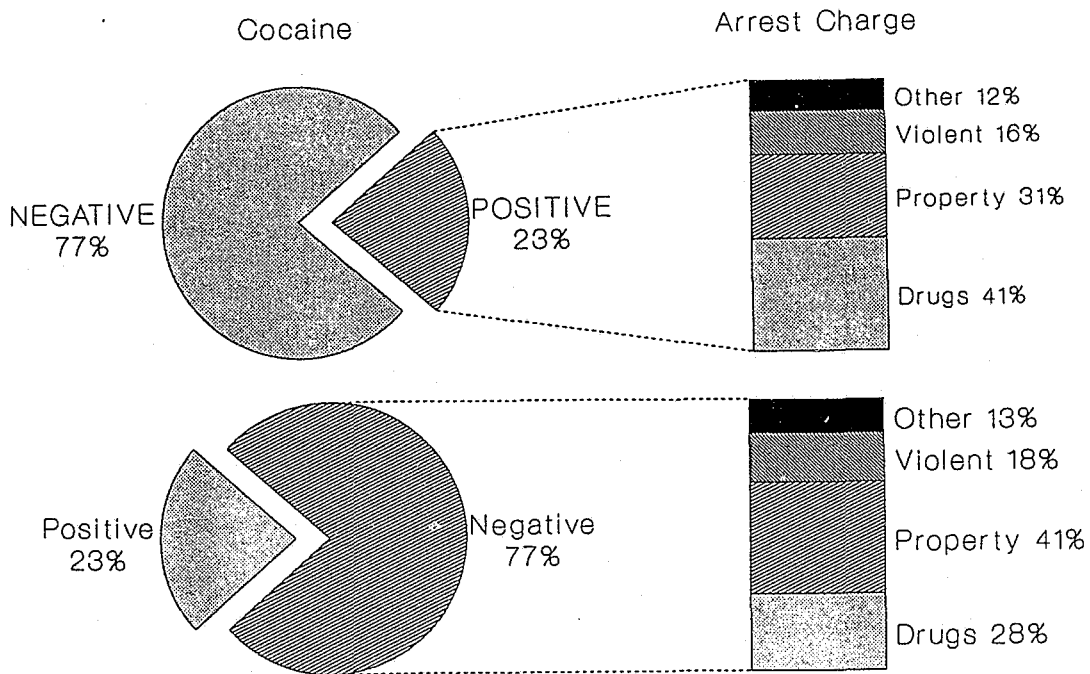 Cocaine
Arrest Charge
NEGATIVE
77%
POSITIVE
23%
Other 12%
Violent 16%
Property 31%
Drugs 41%
Positive
23%
Negative
77%
Other 13%
Violent 18%
Property 41%
Drugs 28%